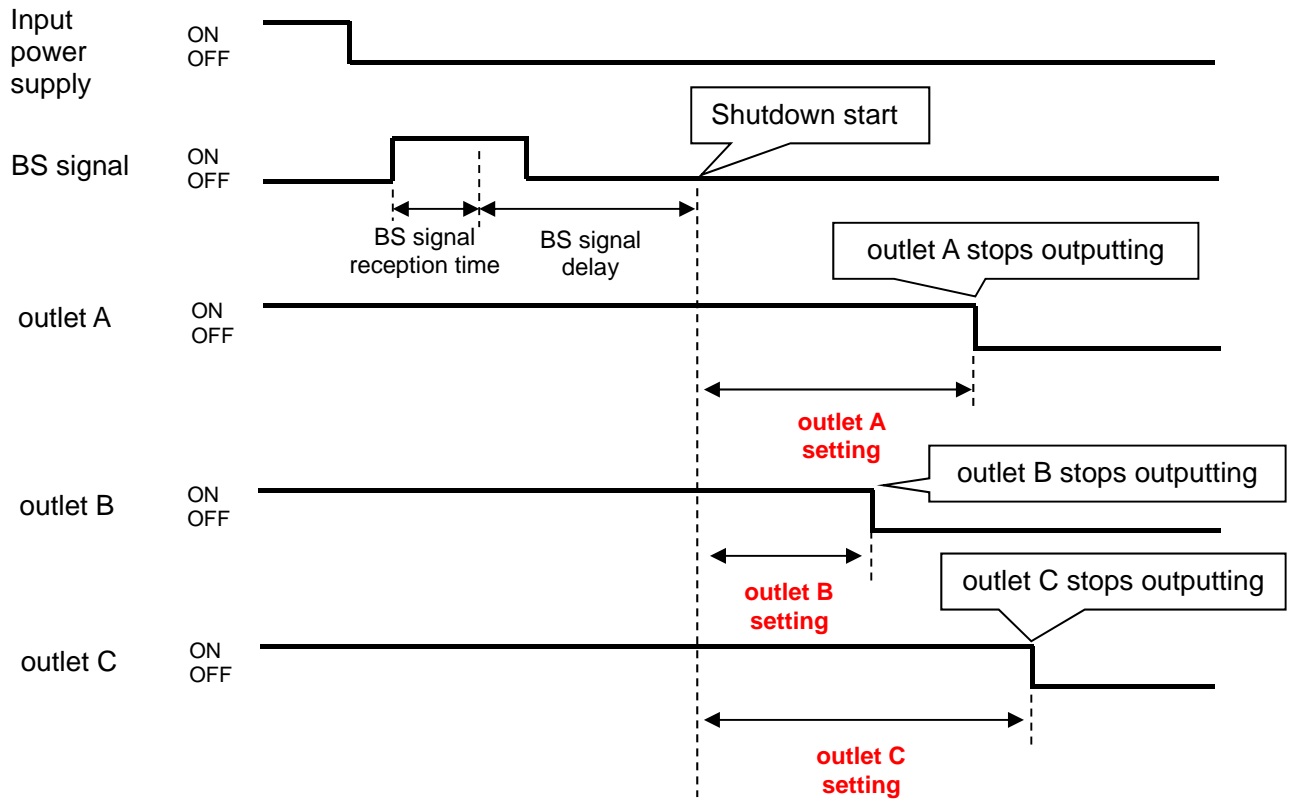 Input
power
supply
ON
OFF
Shutdown start
BS signal
ON
OFF
BS signal
reception time
BS signal
delay
outlet A stops outputting
outlet A
ON
OFF
outlet A
setting
outlet B stops outputting
outlet B
ON
OFF
outlet B
setting
outlet C stops outputting
outlet C
ON
OFF
outlet C
setting